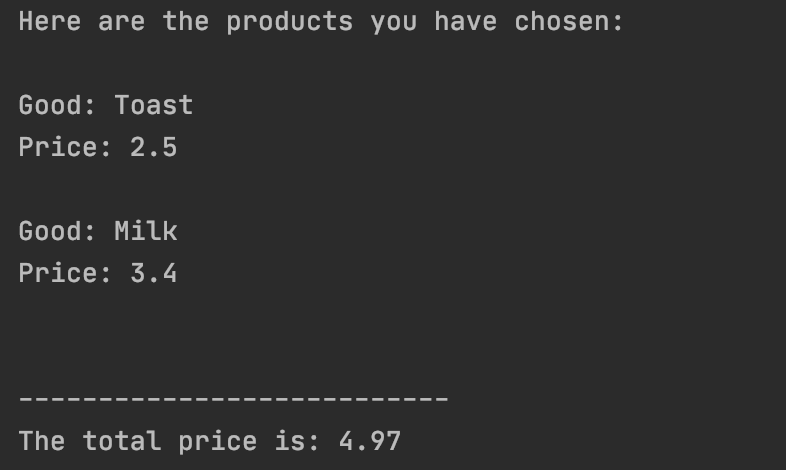 Here are the products you have chosen:
Good: Toast
Price: 2.5
Good: Milk
Price: 3.4
---------------------------
The total price is: 4.97